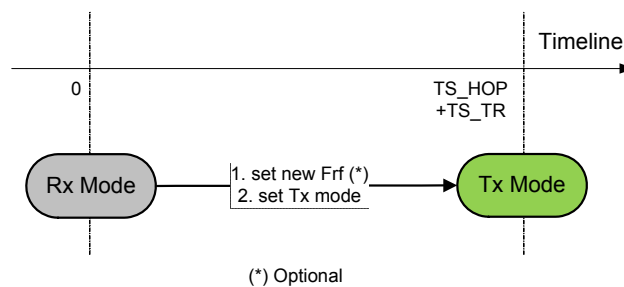 Timeline
0
TS_HOP
+TS_TR
Rx Mode
1. set new Frf (*)
2. set Tx mode
Tx Mode
(*) Optional